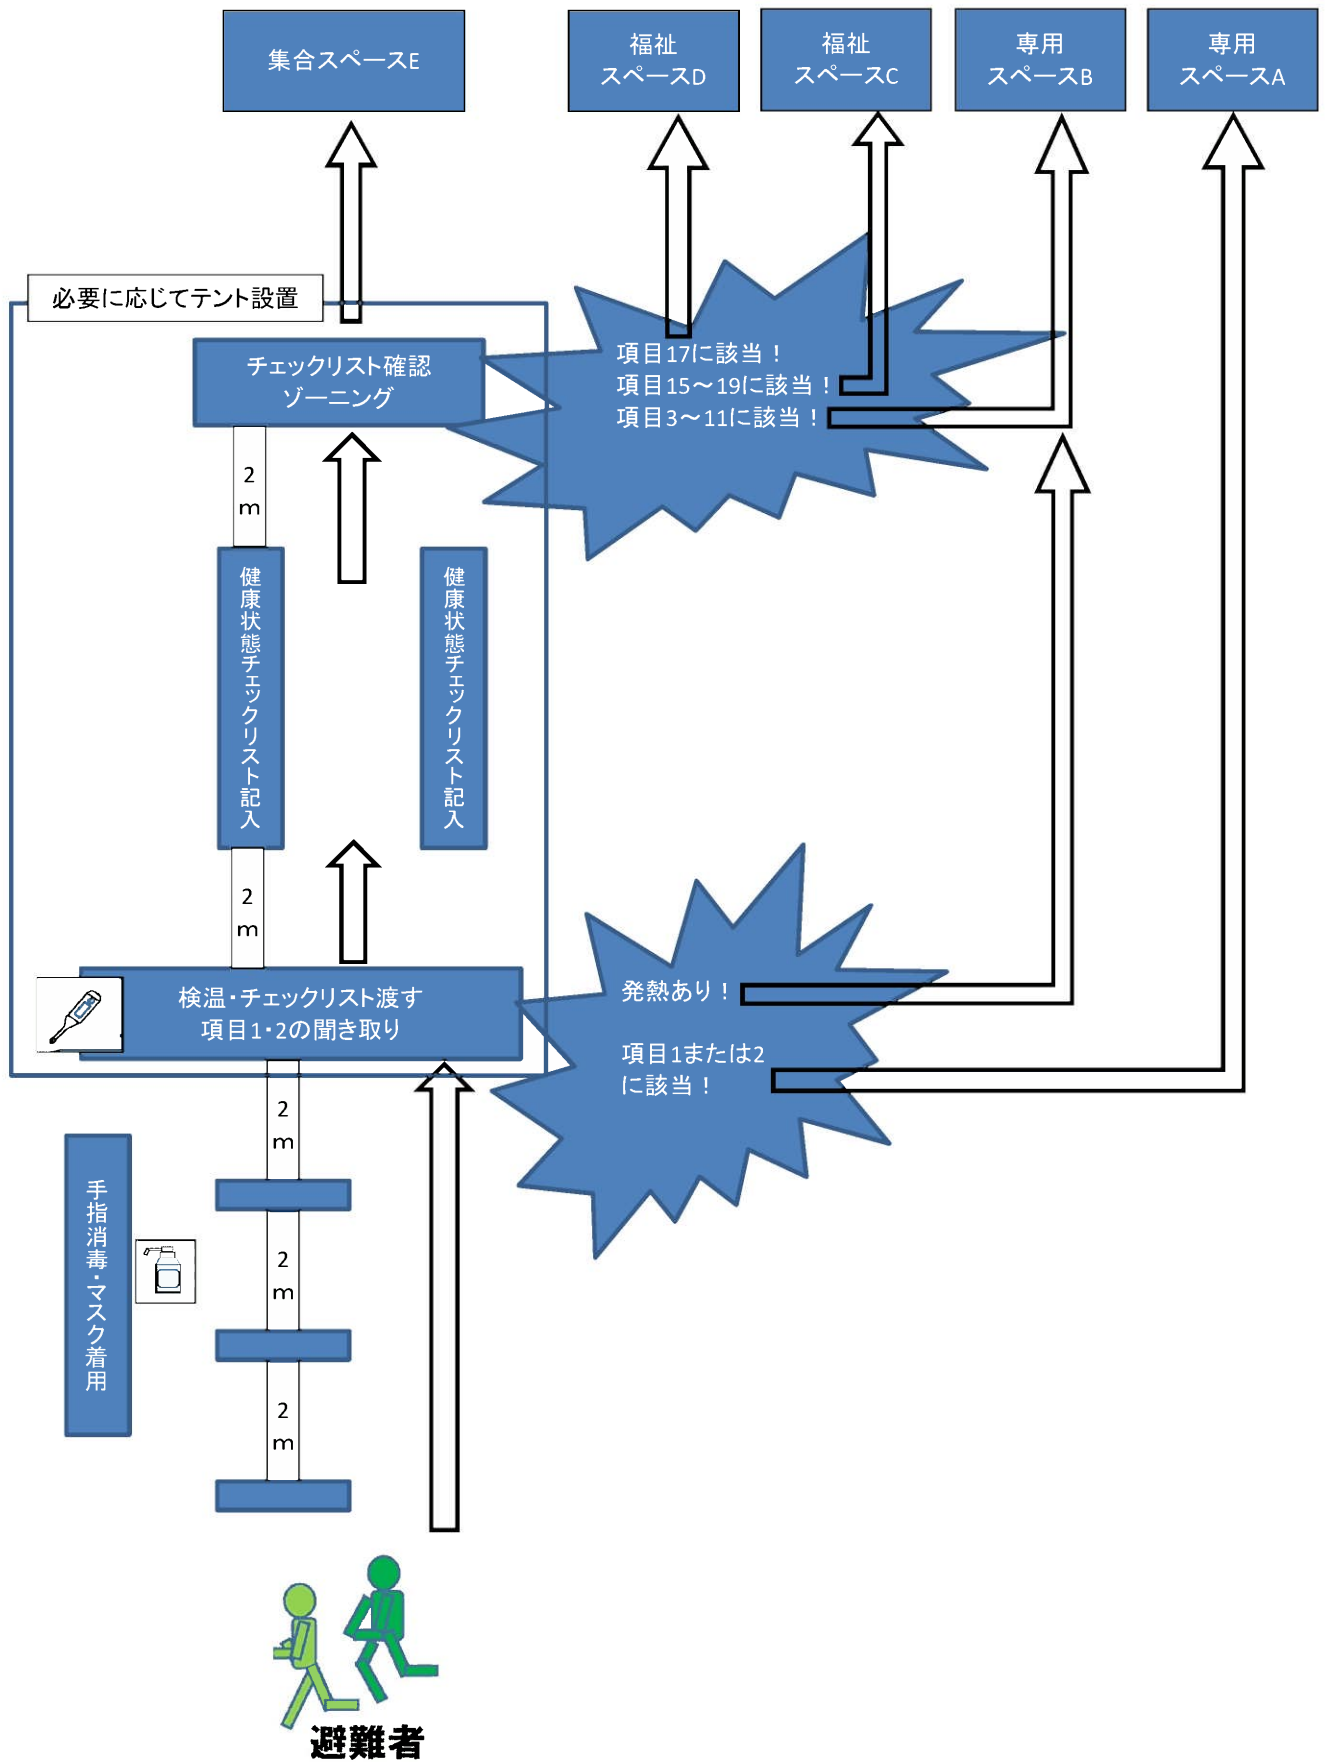 集合スペースE
福祉
スペースD
福祉
スペースC
専用
スペースB
専用
スペースA
必要に応じてテント設置
チェックリスト確認
ゾーニング
項目17に該当！
項目15～19に該当！
項目3～11に該当！
2
m
健康状態チェックリスト記入
健康状態チェックリスト記入
2
m
検温・チェックリスト渡す
項目1・2の聞き取り
発熱あり！
項目1または2
に該当！
2
m
手指消毒・マスク着用
2
m
2
m
避難者